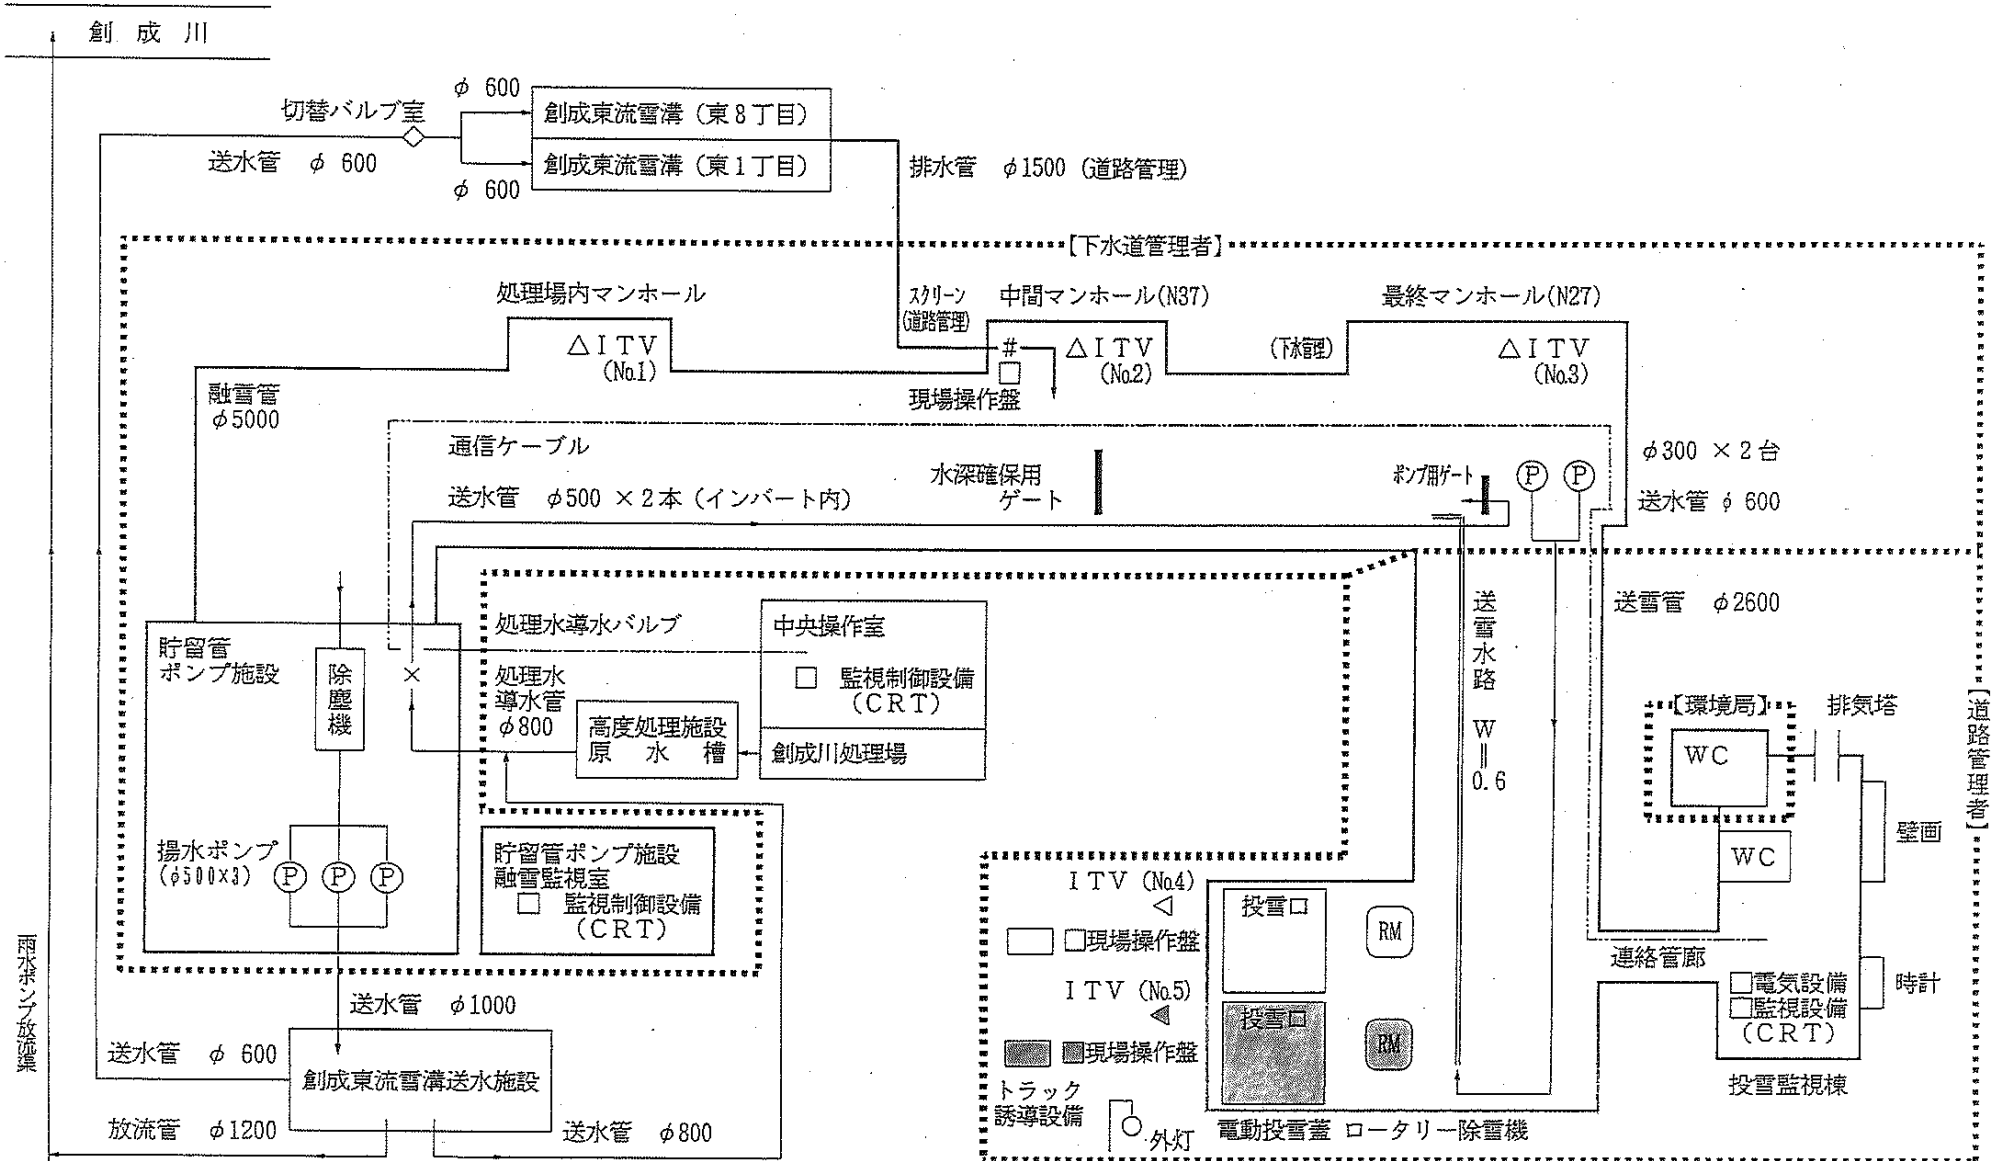 創成川
切替バルブ室
φ 600
創成東流雪溝 (東8丁目)
送水管 φ 600
創成東流雪溝 (東1丁目)
φ 600
排水管 φ1500 (道路管理)
【下水道管理者】
処理場内マンホール
スクリーン
(道路管理)
中間マンホール(N37)
最終マンホール(N27)
△ITV
(No.1)
#
△ITV
(No.2)
(下水管理)
△ITV
(No.3)
現場操作盤
融雪管
φ5000
通信ケーブル
水深確保用
ゲート
ポンプ用ゲート
P
P
φ300 ×2台
送水管 φ500 ×2本 (インバート内)
送水管 φ 600
貯留管
ポンプ施設
除塵機
×
処理水導水バルブ
中央操作室
処理水
導水管
φ800
□ 監視制御設備
(CRT)
高度処理施設
原水槽
創成川処理場
送雪水路 W=0.6
送雪管 φ2600
【環境局】
排気塔
WC
WC
【道路管理者】
壁画
揚水ポンプ
(φ500×3)
P
P
P
貯留管ポンプ施設
融雪監視室
□ 監視制御設備
(CRT)
ITV (No.4)
□現場操作盤
ITV (No.5)
現場操作盤
トラック
誘導設備
外灯
投雪口
RM
投雪口
RM
電動投雪蓋
ロータリー除雪機
連絡管廊
□電気設備
□監視設備
(CRT)
時計
投雪監視棟
雨水ポンプ放流渠
送水管 φ1000
送水管 φ 600
創成東流雪溝送水施設
放流管 φ1200
送水管 φ800